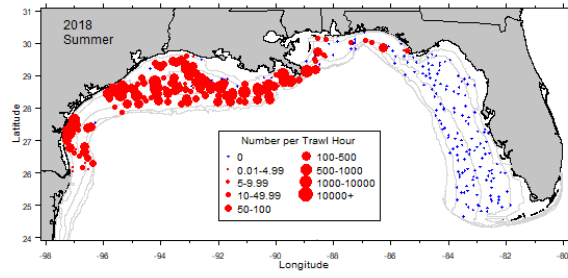 2018
Summer
31
30
29
28
27
26
25
24
Latitude
Number per Trawl Hour
0 100-500
0.01-4.99 500-1000
5-9.99 1000-10000
10-49.99 10000+
50-100
-98 -96 -94 -92 -90 -88 -86 -84 -82 -80
Longitude